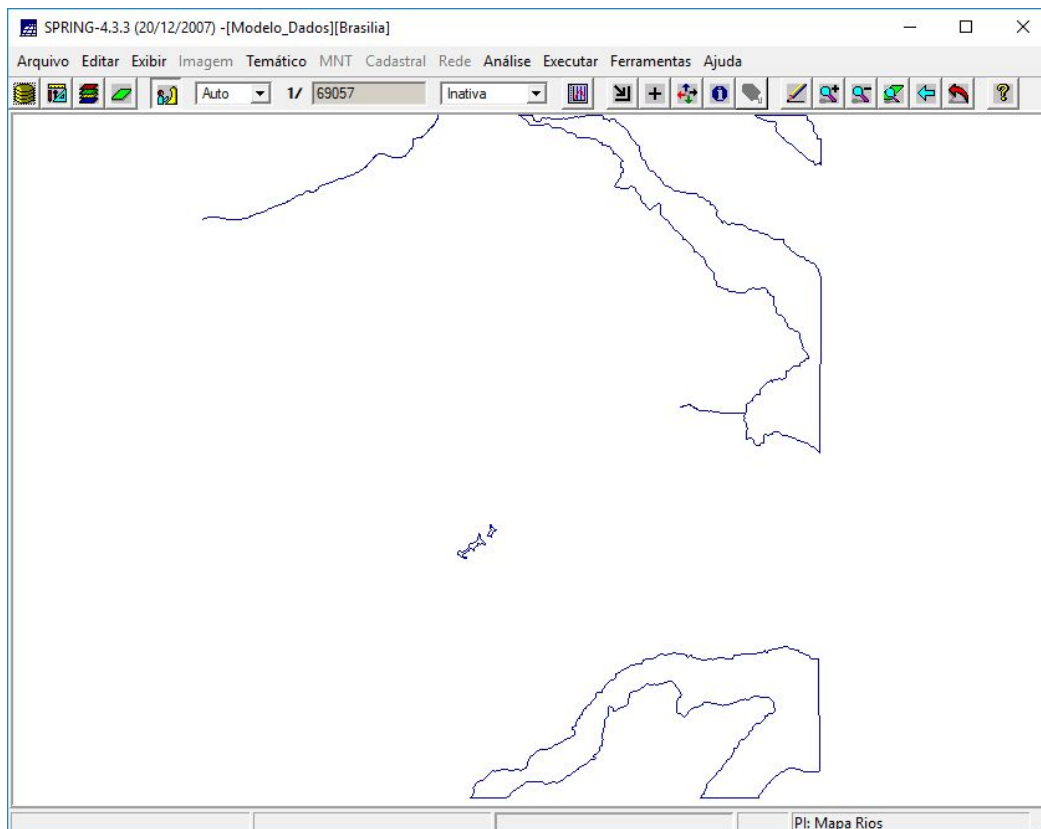 SPRING-4.3.3 (20/12/2007) -[Modelo_Dados][Brasilia]
Arquivo Editar Exibir Imagem Temático MNT Cadastral Rede Análise Executar Ferramentas Ajuda
Auto 1/ 69057 Inativa
PI: Mapa Rios